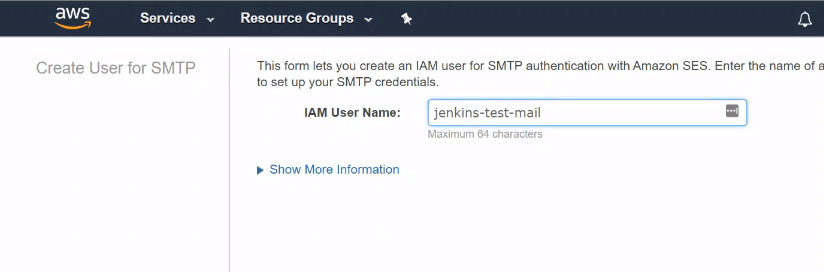 aws Services Resource Groups
Create User for SMTP
This form lets you create an IAM user for SMTP authentication with Amazon SES. Enter the name of a
to set up your SMTP credentials.
IAM User Name: jenkins-test-mail
Maximum 64 characters
Show More Information